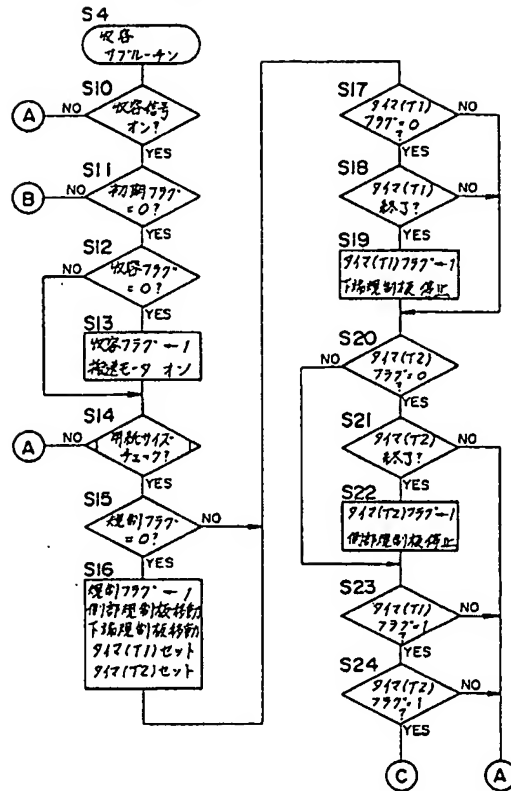 S4
収容
サブルーチン
S10
収容信号
オン?
NO
A
YES
S11
初期フラグ
=0?
NO
B
YES
S12
収容フラグ
=0?
NO
YES
S13
収容フラグ←1
搬送モータ オン
S14
用紙サイズ
チェック?
NO
A
YES
S15
規制フラグ
=0?
NO
YES
S16
規制フラグ ←1
側部規制板移動
下端規制板移動
タイマ(T1)セット
タイマ(T2)セット
S17
タイマ(T1)
フラグ=0
?
NO
YES
S18
タイマ(T1)
終了?
NO
YES
S19
タイマ(T1)フラグ←1
下端規制板 停止
S20
タイマ(T2)
フラグ=0
?
NO
YES
S21
タイマ(T2)
終了?
NO
YES
S22
タイマ(T2)フラグ←1
側部規制板停止
S23
タイマ(T1)
フラグ=1
?
NO
YES
S24
タイマ(T2)
フラグ=1
?
NO
YES
C
A